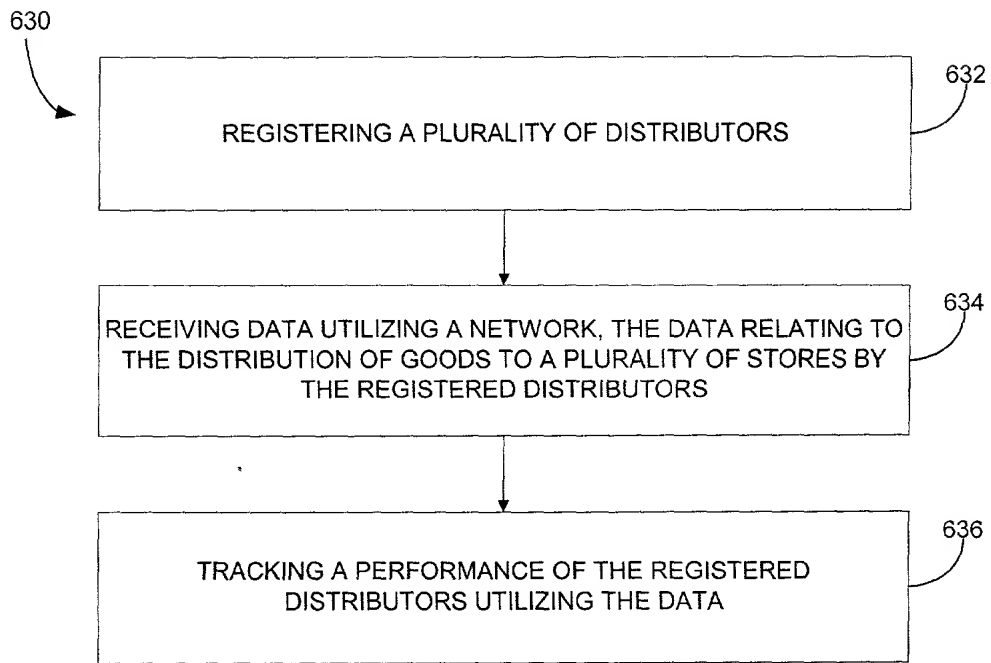 630
632
REGISTERING A PLURALITY OF DISTRIBUTORS
634
RECEIVING DATA UTILIZING A NETWORK, THE DATA RELATING TO
THE DISTRIBUTION OF GOODS TO A PLURALITY OF STORES BY
THE REGISTERED DISTRIBUTORS
636
TRACKING A PERFORMANCE OF THE REGISTERED
DISTRIBUTORS UTILIZING THE DATA